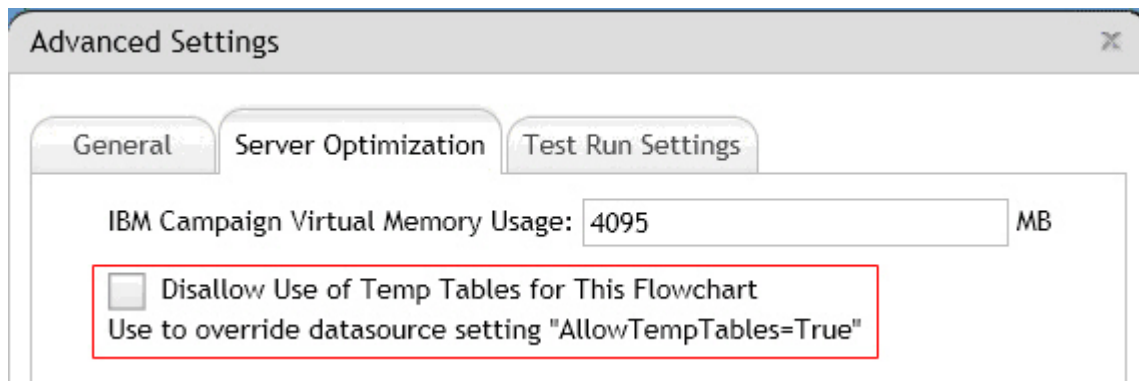 Advanced Settings
General
Server Optimization
Test Run Settings
IBM Campaign Virtual Memory Usage: 4095 MB
Disallow Use of Temp Tables for This Flowchart
Use to override datasource setting "AllowTempTables=True"